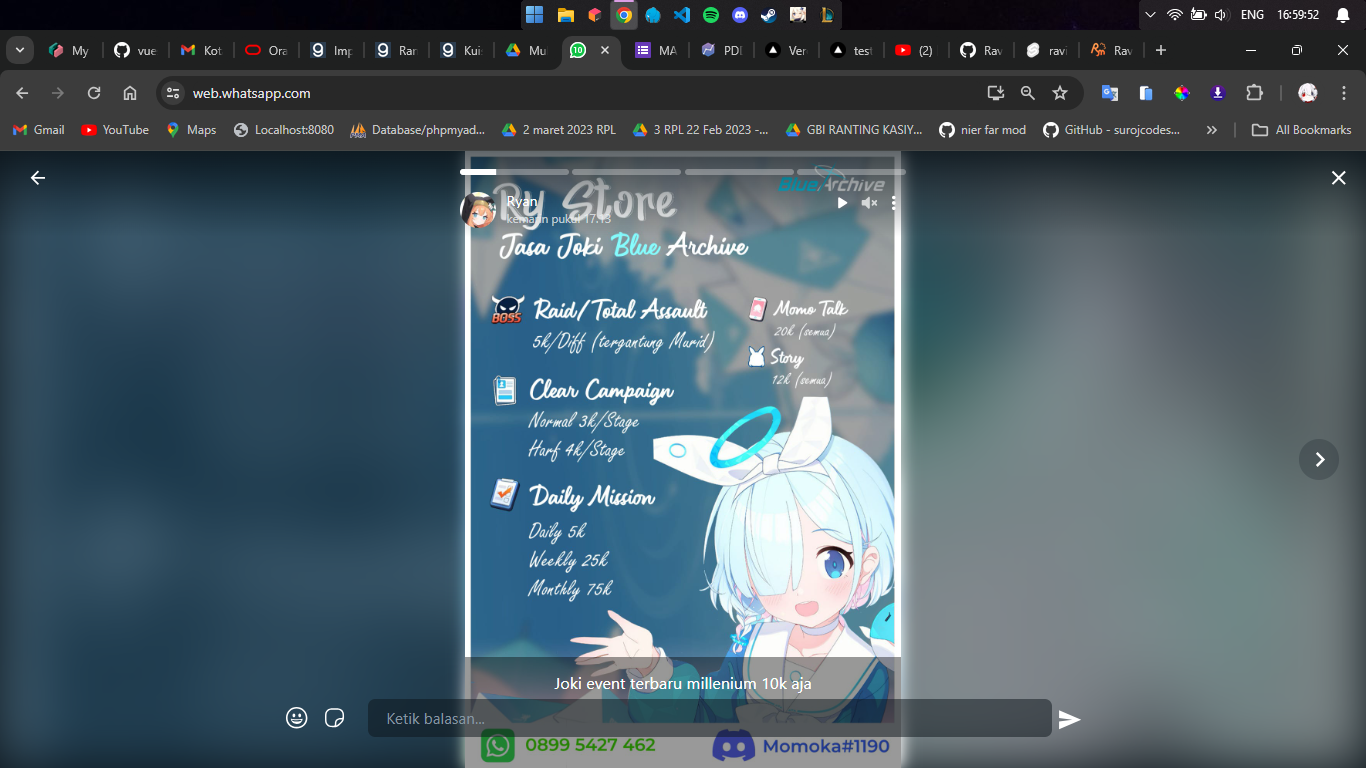 ENG 16:59:52
My
vue
Kot
Ora
Imp
Ran
Kuis
Mu
10
MA
PDI
Ver
test
(2)
Rav
ravi
Rav
web.whatsapp.com
Gmail
YouTube
Maps
Localhost:8080
Database/phpmyad...
2 maret 2023 RPL
3 RPL 22 Feb 2023 -...
GBI RANTING KASIY...
nier far mod
GitHub - surojcodes...
All Bookmarks
Blue Archive
Ry Store
Ryan
kemarin pukul 17.13
Jasa Joki Blue Archive
BOSS
Raid/Total Assault
5k/Diff (tergantung Murid)
Momo Talk
20k (semua)
Story
12k (semua)
Clear Campaign
Normal 3k/Stage
Harf 4k/Stage
Daily Mission
Daily 5k
Weekly 25k
Monthly 75k
Joki event terbaru millenium 10k aja
Ketik balasan...
0899 5427 462
Momoka#1190